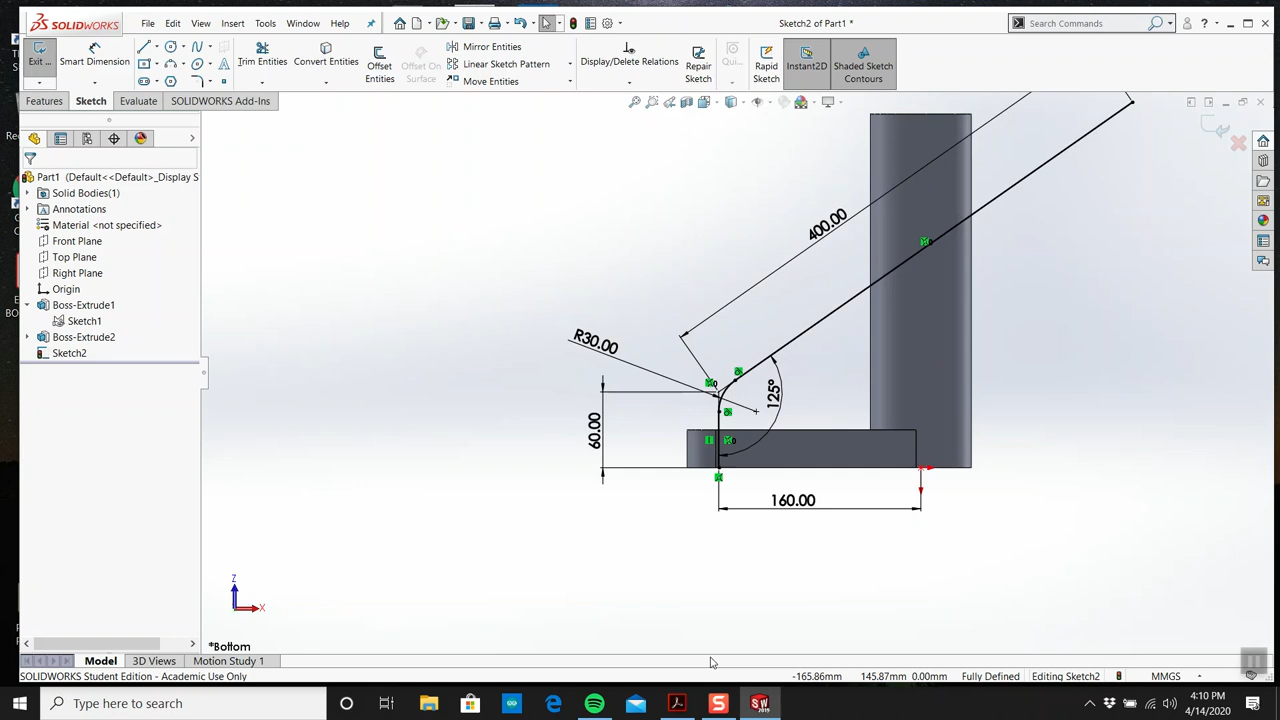 SOLIDWORKS File Edit View Insert Tools Window Help Sketch2 of Part1 * Search Commands
Exit ... Smart Dimension Trim Entities Convert Entities Offset Entities Offset On Surface Mirror Entities Display/Delete Relations Repair Sketch Qui... Rapid Sketch Instant2D Shaded Sketch Contours
Linear Sketch Pattern
Move Entities
Features Sketch Evaluate SOLIDWORKS Add-Ins
Part1 (Default<<Default>_Display S
Solid Bodies(1)
Annotations
Material <not specified>
Front Plane
Top Plane
Right Plane
Origin
Boss-Extrude1
Sketch1
Boss-Extrude2
Sketch2
400.00
R30.00
125°
60.00
160.00
Z
X
*Bottom
Model 3D Views Motion Study 1
SOLIDWORKS Student Edition - Academic Use Only -165.86mm 145.87mm 0.00mm Fully Defined Editing Sketch2 MMGS
Type here to search 4:10 PM
4/14/2020